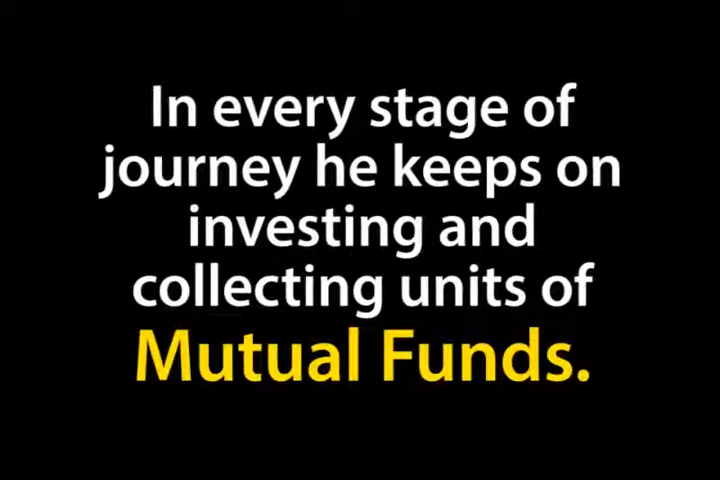 In every stage of
journey he keeps on
investing and
collecting units of
Mutual Funds.